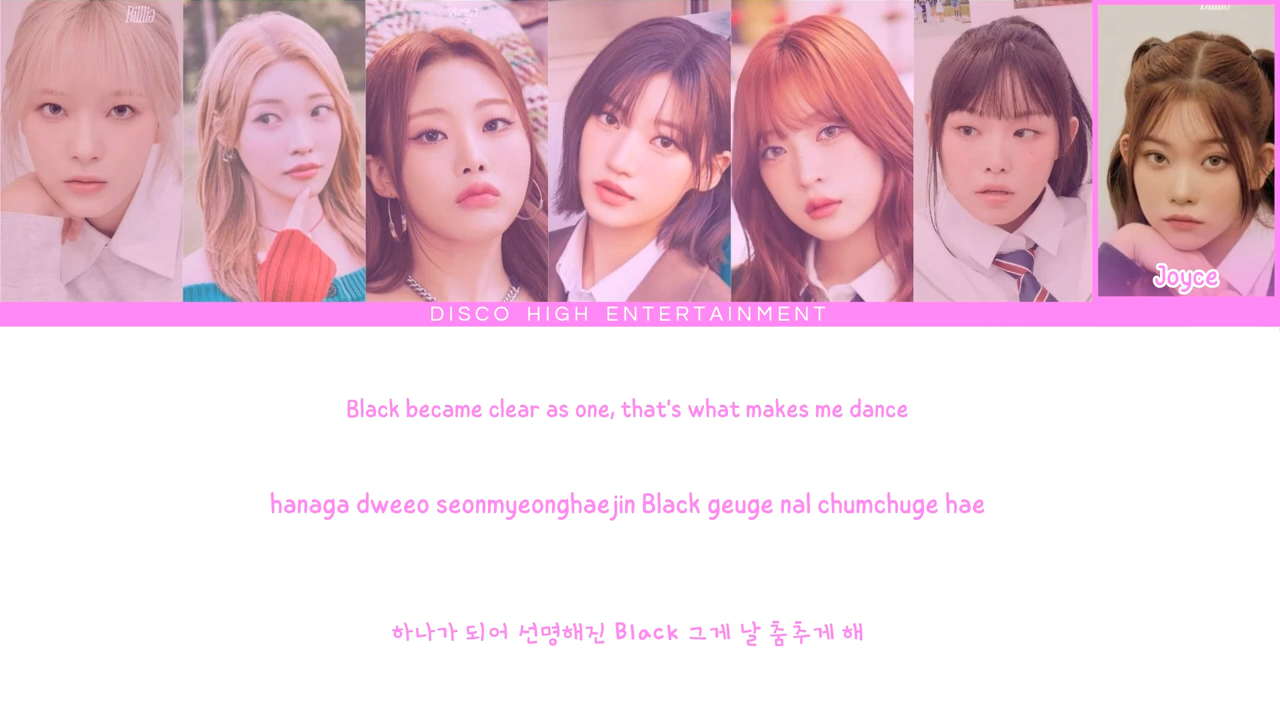 Billlie
Joyce
DISCO HIGH ENTERTAINMENT
Black became clear as one, that's what makes me dance
hanaga dweeo seonmyeonghaejin Black geuge nal chumchuge hae
하나가 되어 선명해진 Black 그게 날 춤추게 해